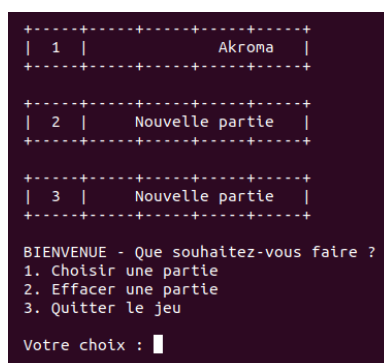 +-----+-----+-----+-----+-----+
|  1  |                Akroma   |
+-----+-----+-----+-----+-----+
+-----+-----+-----+-----+-----+
|  2  |     Nouvelle partie   |
+-----+-----+-----+-----+-----+
+-----+-----+-----+-----+-----+
|  3  |     Nouvelle partie   |
+-----+-----+-----+-----+-----+
BIENVENUE - Que souhaitez-vous faire ?
1. Choisir une partie
2. Effacer une partie
3. Quitter le jeu
Votre choix :